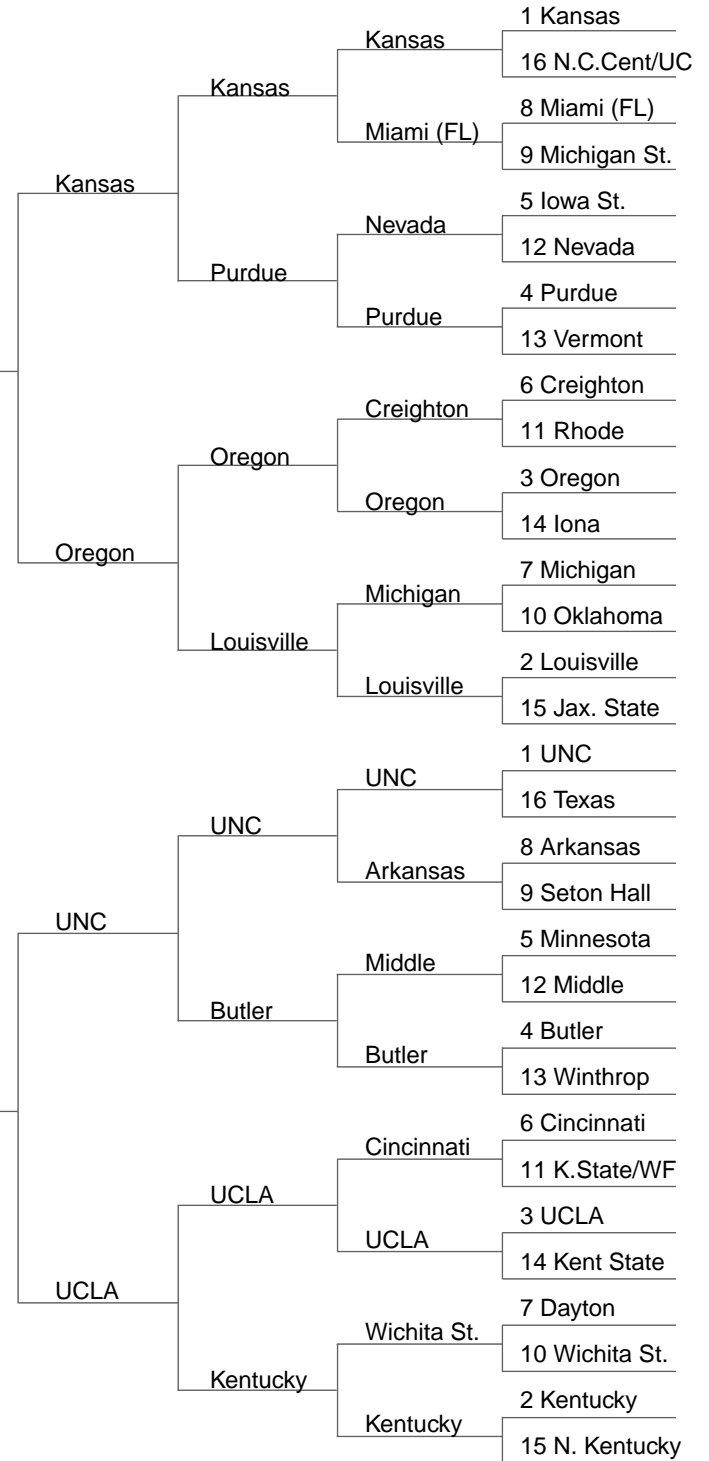 1 Kansas
Kansas
16 N.C.Cent/UC
Kansas
8 Miami (FL)
Miami (FL)
9 Michigan St.
Kansas
5 Iowa St.
Nevada
12 Nevada
Purdue
4 Purdue
Purdue
13 Vermont
6 Creighton
Creighton
11 Rhode
Oregon
3 Oregon
Oregon
14 Iona
Oregon
7 Michigan
Michigan
10 Oklahoma
Louisville
2 Louisville
Louisville
15 Jax. State
1 UNC
UNC
16 Texas
UNC
8 Arkansas
Arkansas
9 Seton Hall
UNC
5 Minnesota
Middle
12 Middle
Butler
4 Butler
Butler
13 Winthrop
6 Cincinnati
Cincinnati
11 K.State/WF
UCLA
3 UCLA
UCLA
14 Kent State
UCLA
7 Dayton
Wichita St.
10 Wichita St.
Kentucky
2 Kentucky
Kentucky
15 N. Kentucky